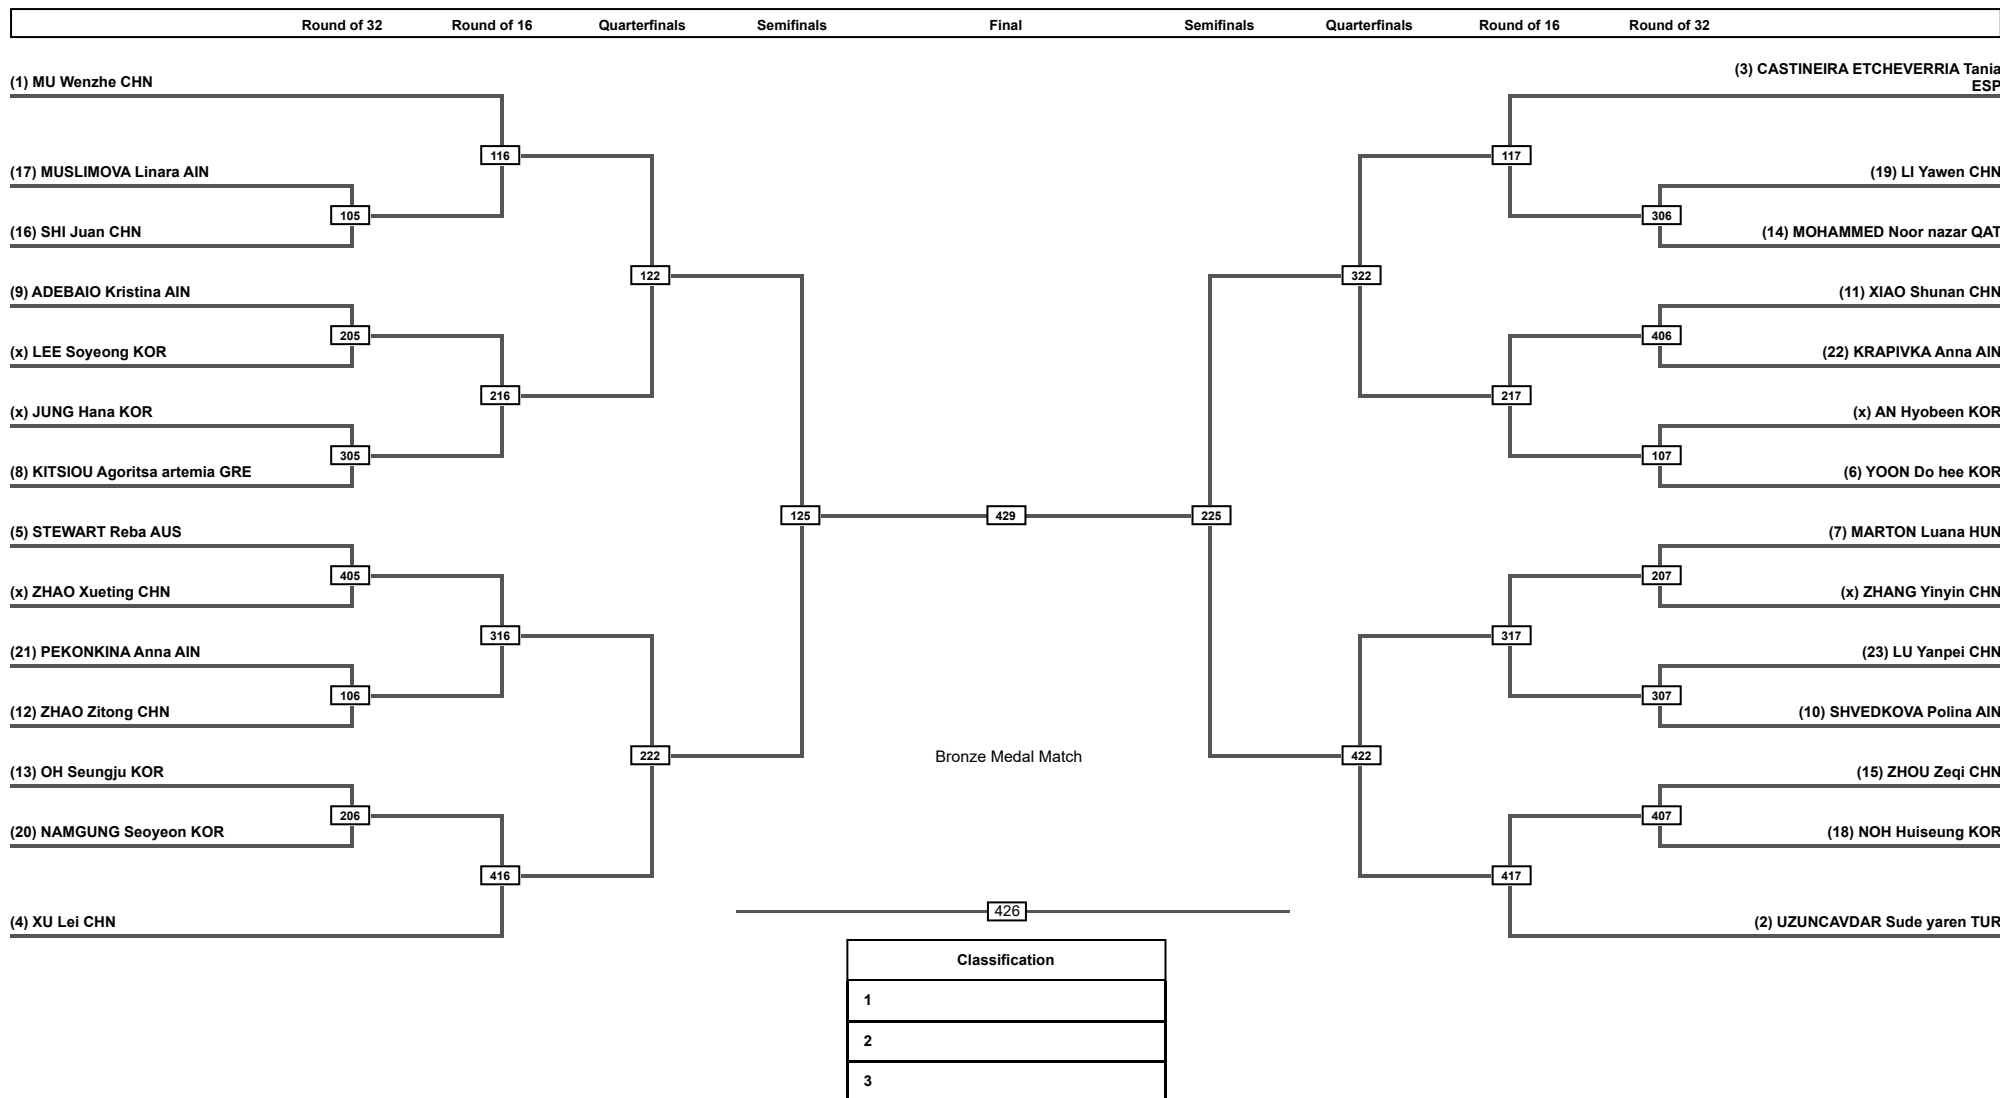 Round of 32 Round of 16 Quarterfinals Semifinals Final Semifinals Quarterfinals Round of 16 Round of 32
(1) MU Wenzhe CHN
(17) MUSLIMOVA Linara AIN
(16) SHI Juan CHN
(9) ADEBAIO Kristina AIN
(x) LEE Soyeong KOR
(x) JUNG Hana KOR
(8) KITSIOU Agoritsa artemia GRE
(5) STEWART Reba AUS
(x) ZHAO Xueting CHN
(21) PEKONKINA Anna AIN
(12) ZHAO Zitong CHN
(13) OH Seungju KOR
(20) NAMGUNG Seoyeon KOR
(4) XU Lei CHN
105
205
305
405
106
206
116
216
316
416
122
222
125
429
225
322
422
117
217
317
417
306
406
107
207
307
407
(3) CASTINEIRA ETCHEVERRIA Tania
ESP
(19) LI Yawen CHN
(14) MOHAMMED Noor nazar QAT
(11) XIAO Shunan CHN
(22) KRAPIVKA Anna AIN
(x) AN Hyobeen KOR
(6) YOON Do hee KOR
(7) MARTON Luana HUN
(x) ZHANG Yinyin CHN
(23) LU Yanpei CHN
(10) SHVEDKOVA Polina AIN
(15) ZHOU Zeqi CHN
(18) NOH Huiseung KOR
(2) UZUNCAVDAR Sude yaren TUR
Bronze Medal Match
426
Classification
1
2
3